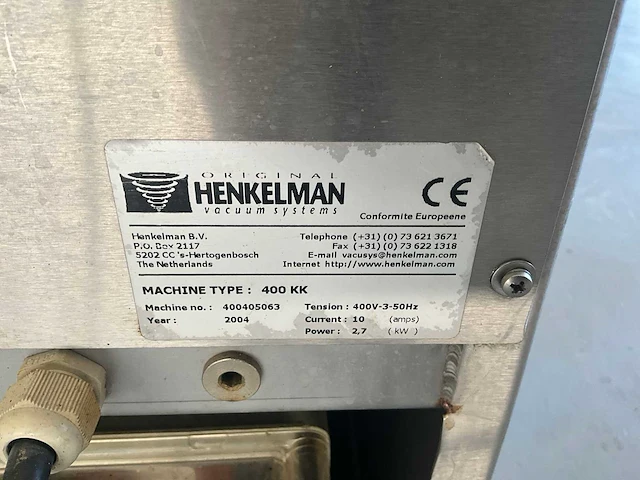 ORIGINAL
HENKELMAN
vacuum systems
CE
Conformite Europeene
Henkelman B.V. Telephone (+31)(0) 73 621 3671
P.O. Box 2117 Fax (+31)(0) 73 622 1318
5202 CC 's-Hertogenbosch E-mail vacusys@henkelman.com
The Netherlands Internet http://www.henkelman.com
MACHINE TYPE : 400 KK
Machine no.: 400405063 Tension : 400V-3-50Hz
Year : 2004 Current : 10 (amps)
Power : 2,7 (kW)